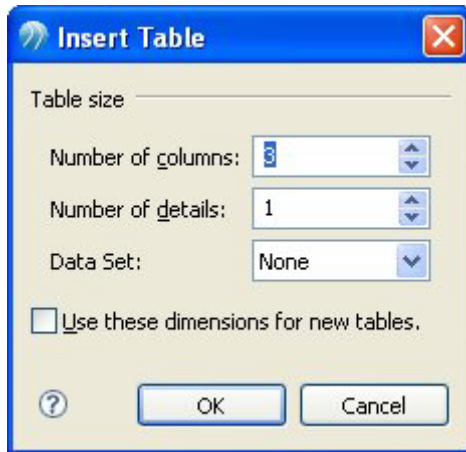 Insert Table
Table size
Number of columns: 3
Number of details: 1
Data Set: None
Use these dimensions for new tables.
? OK Cancel